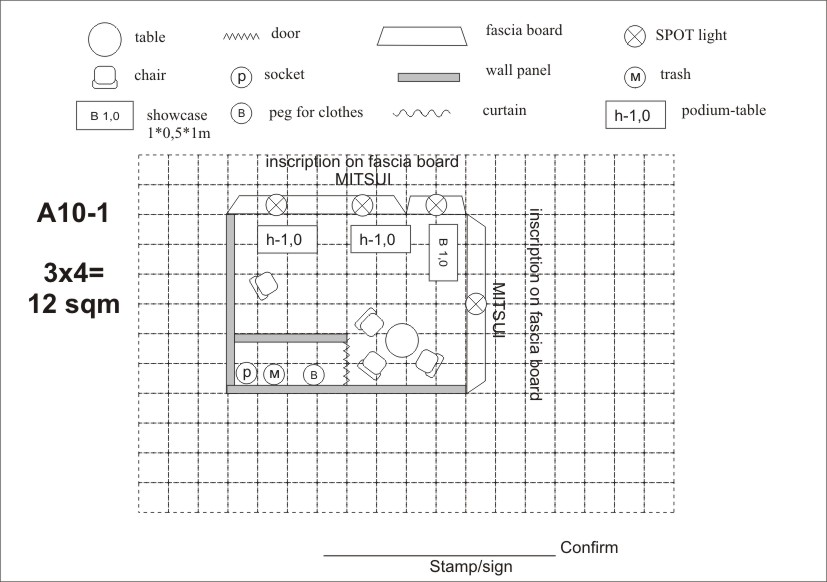 table
door
fascia board
SPOT light
chair
p
socket
wall panel
M
trash
B 1,0
showcase
1*0,5*1m
B
peg for clothes
curtain
h-1,0
podium-table
inscription on fascia board
MITSUI
A10-1
3x4=
12 sqm
h-1,0
h-1,0
B 1,0
MITSUI
inscription on fascia board
p
M
B
Confirm
Stamp/sign